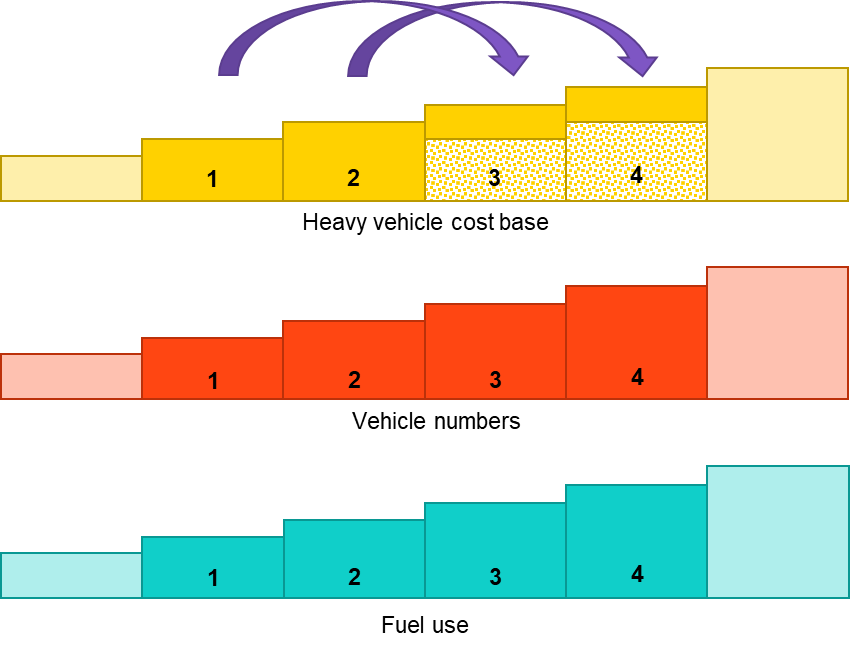 1 2 3 4
Heavy vehicle cost base
1 2 3 4
Vehicle numbers
1 2 3 4
Fuel use